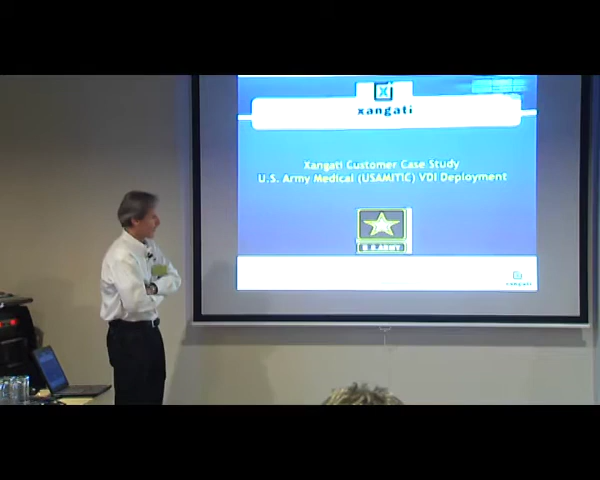 xangati
Xangati Customer Case Study
U.S. Army Medical (USAMITIC) VDI Deployment
U.S.ARMY
xangati